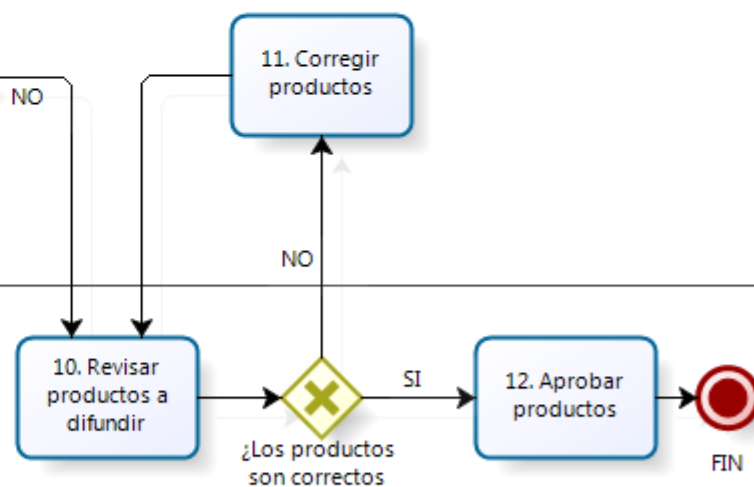 11. Corregir
productos
NO
NO
10. Revisar
productos a
difundir
SI
12. Aprobar
productos
¿Los productos
son correctos
FIN